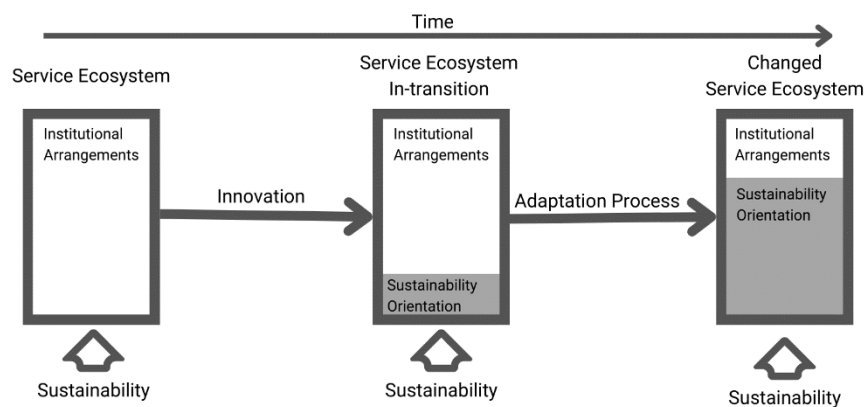 Time
Service Ecosystem
Service Ecosystem
In-transition
Changed
Service Ecosystem
Institutional
Arrangements
Institutional
Arrangements
Institutional
Arrangements
Innovation
Adaptation Process
Sustainability
Orientation
Sustainability
Orientation
Sustainability
Sustainability
Sustainability